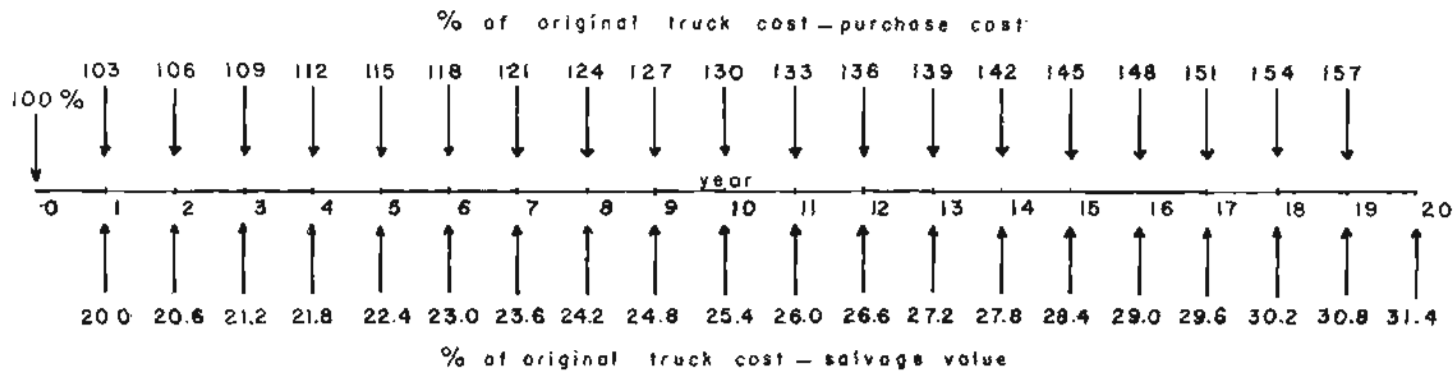 % of original truck cost — purchase cost
103 106 109 112 115 118 121 124 127 130 133 136 139 142 145 148 151 154 157
100 %
year
0 1 2 3 4 5 6 7 8 9 10 11 12 13 14 15 16 17 18 19 20
20 0 20.6 21.2 21.8 22.4 23.0 23.6 24.2 24.8 25.4 26.0 26.6 27.2 27.8 28.4 29.0 29.6 30.2 30.8 31.4
% of original truck cost — salvage value